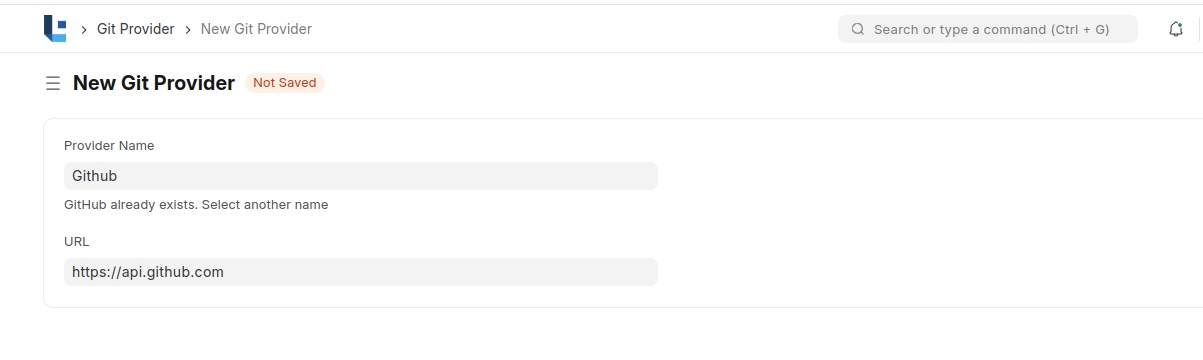 Git Provider New Git Provider Search or type a command (Ctrl + G)
New Git Provider Not Saved
Provider Name
Github
GitHub already exists. Select another name
URL
https://api.github.com